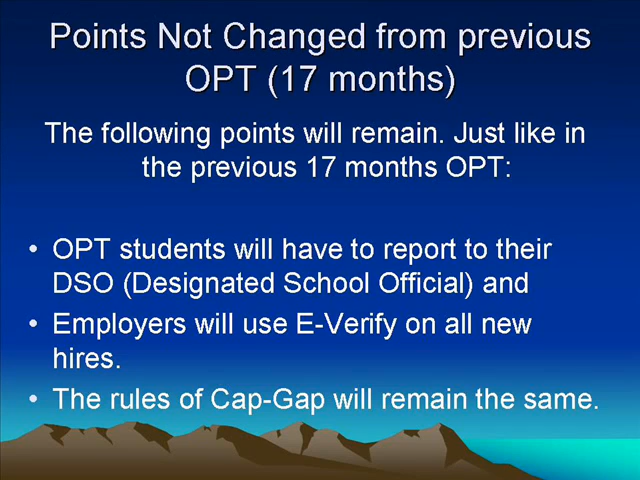 Points Not Changed from previous
OPT (17 months)
The following points will remain. Just like in
the previous 17 months OPT:
• OPT students will have to report to their
DSO (Designated School Official) and
• Employers will use E-Verify on all new
hires.
• The rules of Cap-Gap will remain the same.